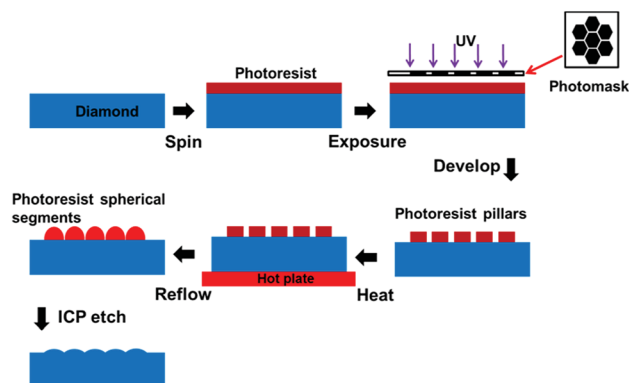 Diamond
Spin
Photoresist
Exposure
UV
Photomask
Develop
Photoresist pillars
Heat
Hot plate
Reflow
Photoresist spherical
segments
ICP etch